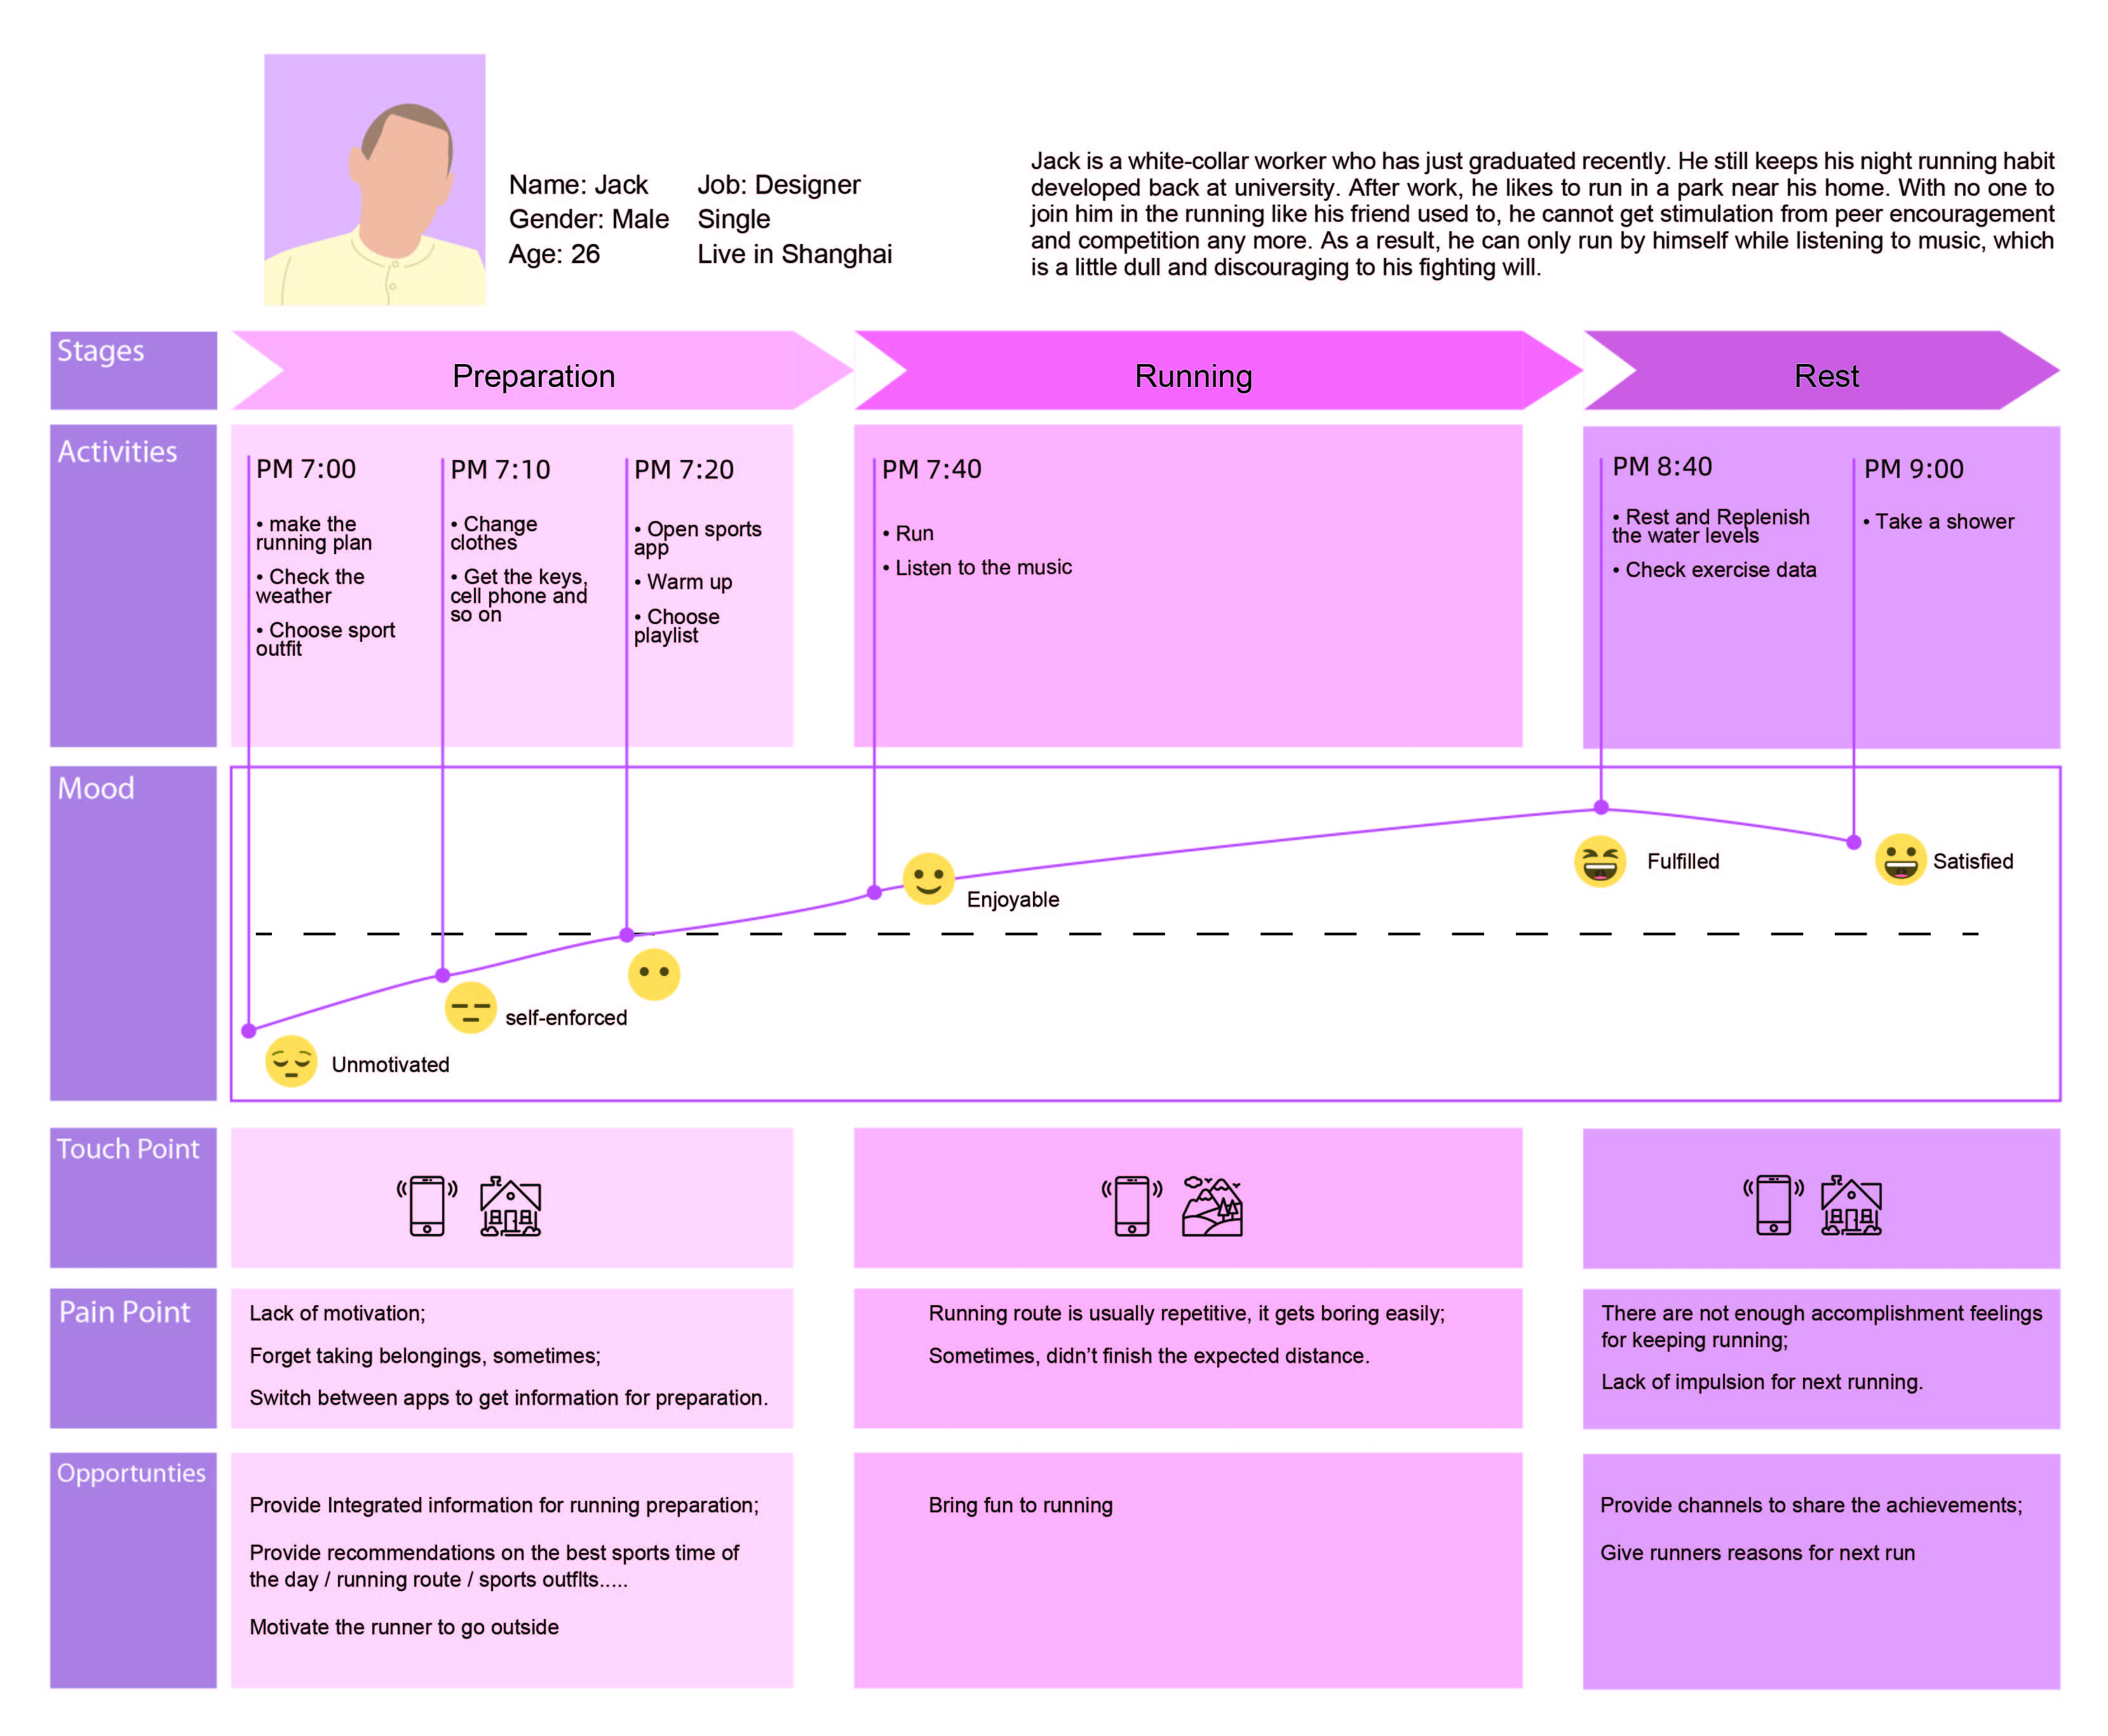 Name: Jack
Gender: Male
Age: 26
Job: Designer
Single
Live in Shanghai
Jack is a white-collar worker who has just graduated recently. He still keeps his night running habit
developed back at university. After work, he likes to run in a park near his home. With no one to
join him in the running like his friend used to, he cannot get stimulation from peer encouragement
and competition any more. As a result, he can only run by himself while listening to music, which
is a little dull and discouraging to his fighting will.
Stages
Preparation
Running
Rest
Activities
PM 7:00
• make the
running plan
• Check the
weather
• Choose sport
outfit
PM 7:10
• Change
clothes
• Get the keys,
cell phone and
so on
PM 7:20
• Open sports
app
• Warm up
• Choose
playlist
PM 7:40
• Run
• Listen to the music
PM 8:40
• Rest and Replenish
the water levels
• Check exercise data
PM 9:00
• Take a shower
Mood
Unmotivated
self-enforced
Enjoyable
Fulfilled
Satisfied
Touch Point
Pain Point
Lack of motivation;
Forget taking belongings, sometimes;
Switch between apps to get information for preparation.
Running route is usually repetitive, it gets boring easily;
Sometimes, didn't finish the expected distance.
There are not enough accomplishment feelings
for keeping running;
Lack of impulsion for next running.
Opportunties
Provide Integrated information for running preparation;
Provide recommendations on the best sports time of
the day / running route / sports outfits.....
Motivate the runner to go outside
Bring fun to running
Provide channels to share the achievements;
Give runners reasons for next run